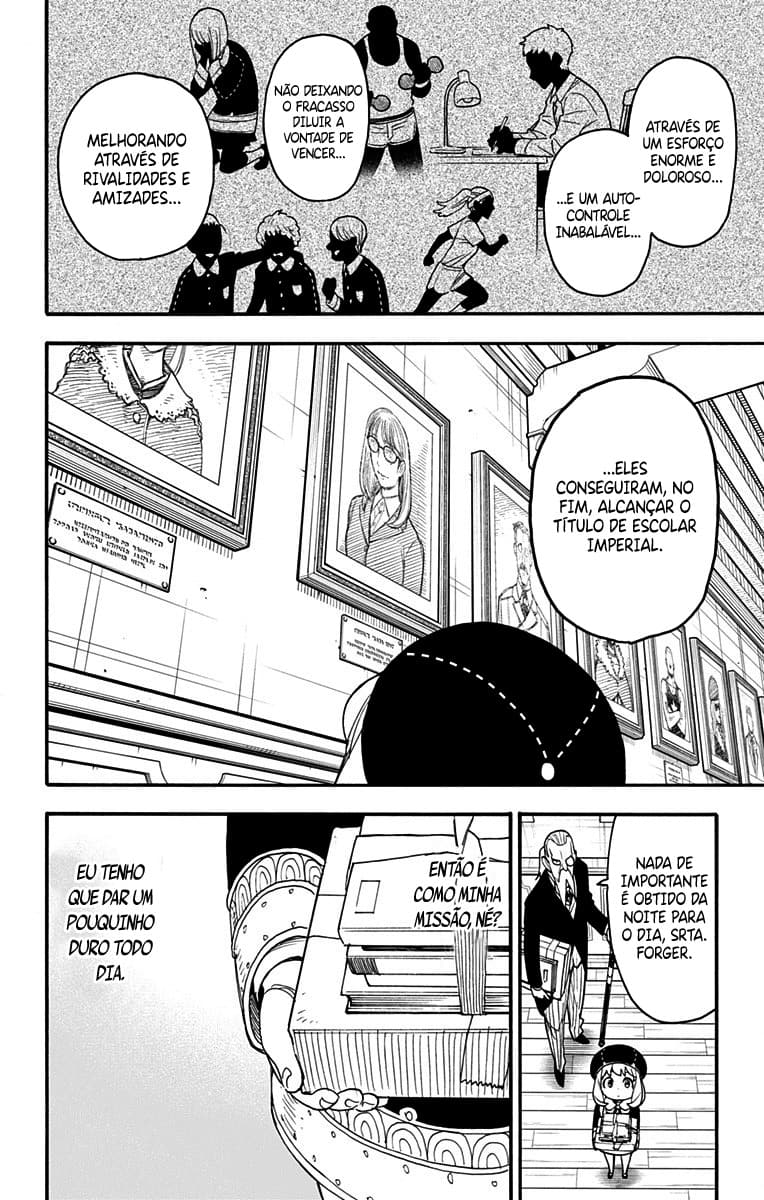 ATRAVÉS DE
UM ESFORÇO
ENORME E
DOLOROSO...
...E UM AUTO-
CONTROLE
INABALÁVEL...
NÃO DEIXANDO
O FRACASSO
DILUIR A
VONTADE DE
VENCER...
MELHORANDO
ATRAVÉS DE
RIVALIDADES E
AMIZADES...
...ELES
CONSEGUIRAM, NO
FIM, ALCANÇAR O
TÍTULO DE ESCOLAR
IMPERIAL.
NADA DE
IMPORTANTE
É OBTIDO DA
NOITE PARA
O DIA, SRTA.
FORGER.
ENTÃO É
COMO MINHA
MISSÃO, NÉ?
EU TENHO
QUE DAR UM
POUQUINHO
DURO TODO
DIA.